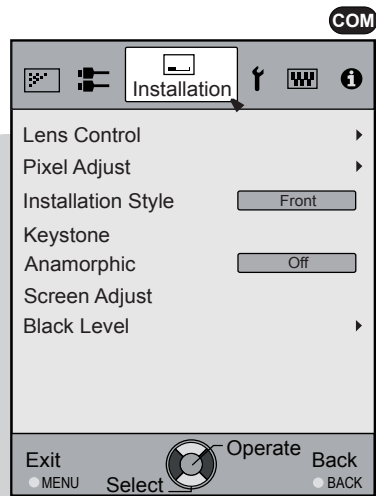 COM
Installation
Lens Control
Pixel Adjust
Installation Style Front
Keystone
Anamorphic Off
Screen Adjust
Black Level
Exit Operate Back
MENU Select BACK